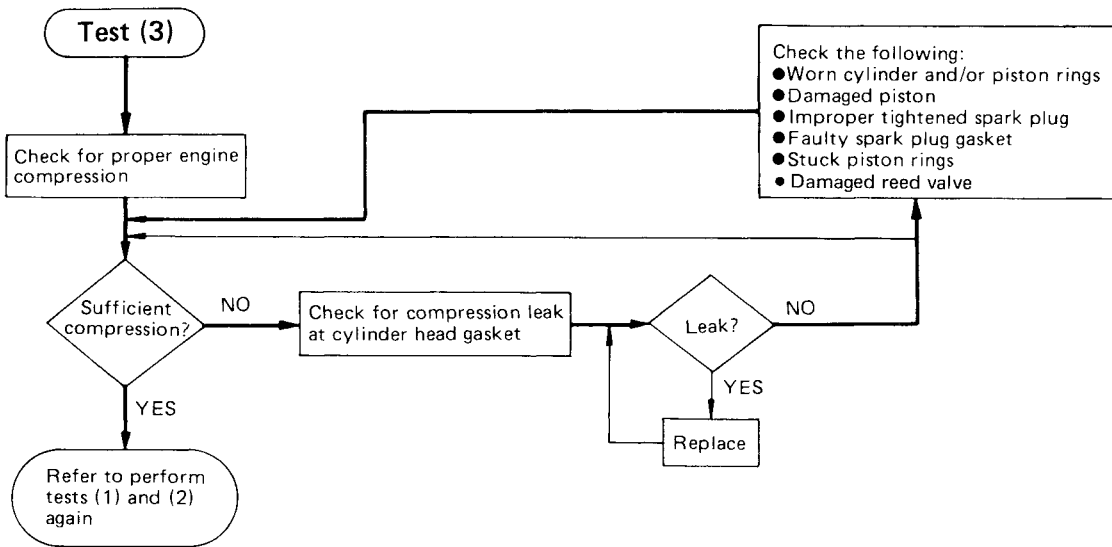 Test (3)
Check for proper engine
compression
Sufficient
compression?
NO
Check for compression leak
at cylinder head gasket
Leak?
NO
YES
Replace
YES
Refer to perform
tests (1) and (2)
again
Check the following:
●Worn cylinder and/or piston rings
●Damaged piston
●Improper tightened spark plug
●Faulty spark plug gasket
●Stuck piston rings
● Damaged reed valve